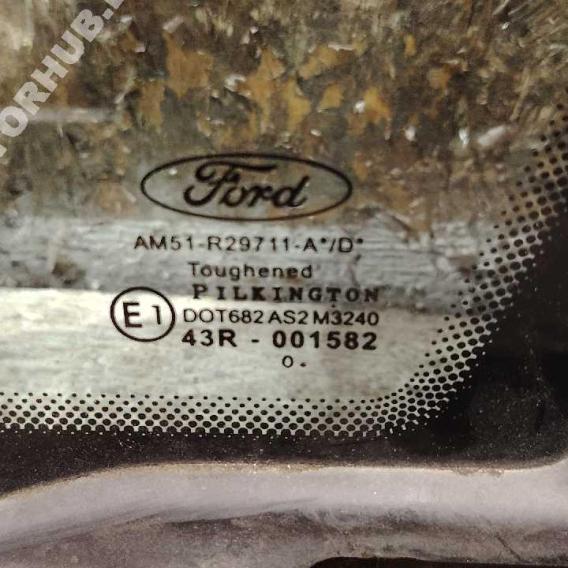 Ford
AM51-R29711-A*/D*
Toughened
PILKINGTON
E1
DOT682 AS2 M3240
43R - 001582
0.